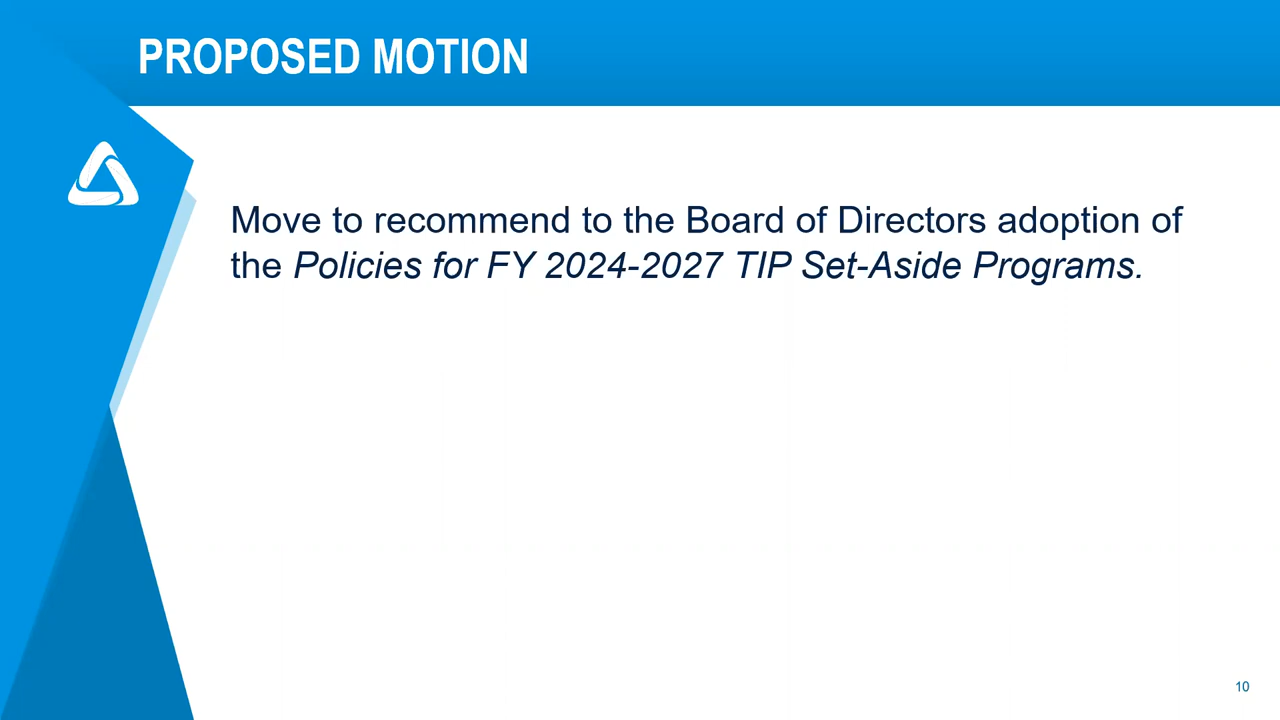 PROPOSED MOTION
Move to recommend to the Board of Directors adoption of
the Policies for FY 2024-2027 TIP Set-Aside Programs.
10